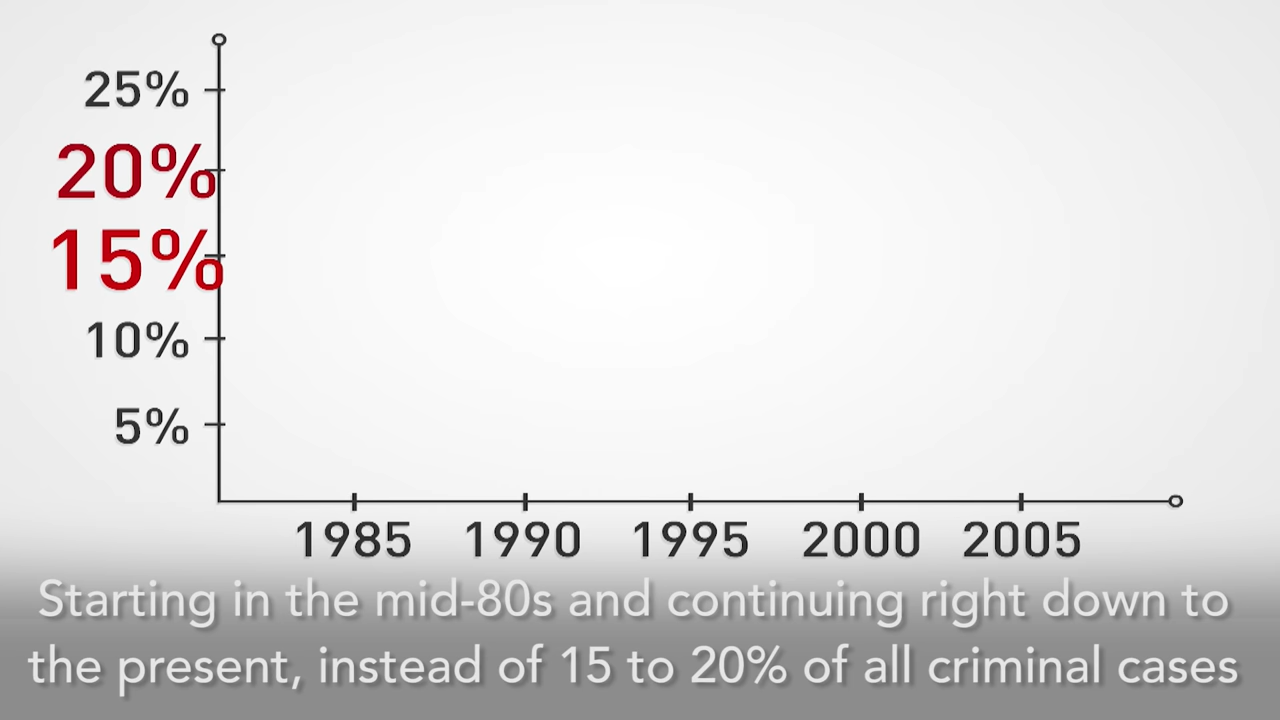 25%
20%
15%
10%
5%
1985 1990 1995 2000 2005
Starting in the mid-80s and continuing right down to
the present, instead of 15 to 20% of all criminal cases